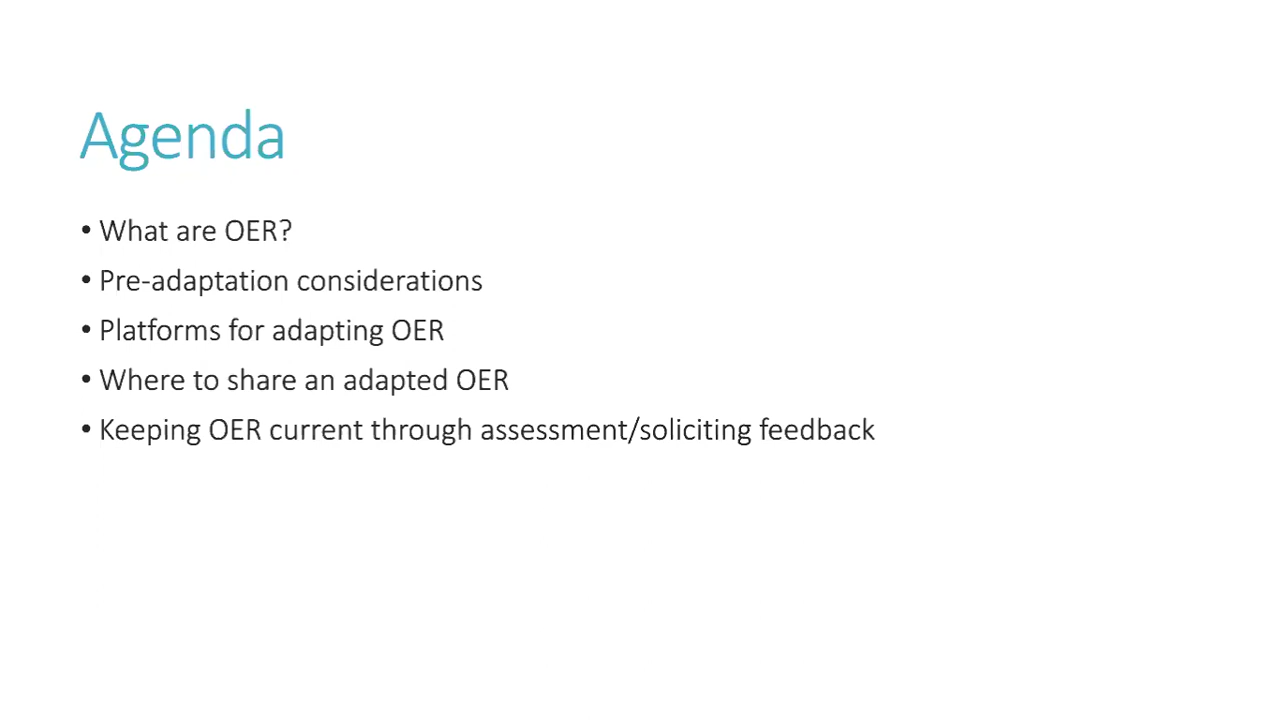 Agenda
• What are OER?
• Pre-adaptation considerations
• Platforms for adapting OER
• Where to share an adapted OER
• Keeping OER current through assessment/soliciting feedback